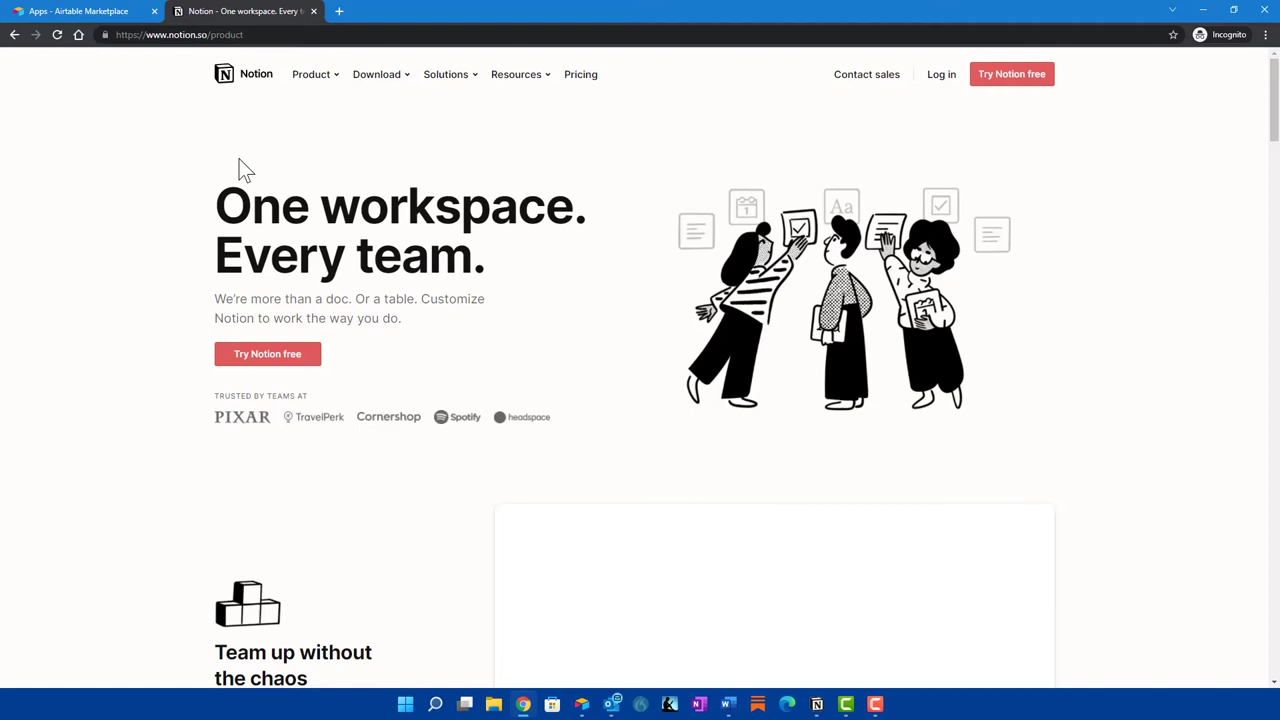 Apps - Airtable Marketplace
Notion - One workspace. Every t
https://www.notion.so/product
Incognito
Notion
Product
Download
Solutions
Resources
Pricing
Contact sales
Log in
Try Notion free
One workspace.
Every team.
We're more than a doc. Or a table. Customize
Notion to work the way you do.
Try Notion free
TRUSTED BY TEAMS AT
PIXAR TravelPerk Cornershop Spotify headspace
1
Aa
Team up without
the chaos